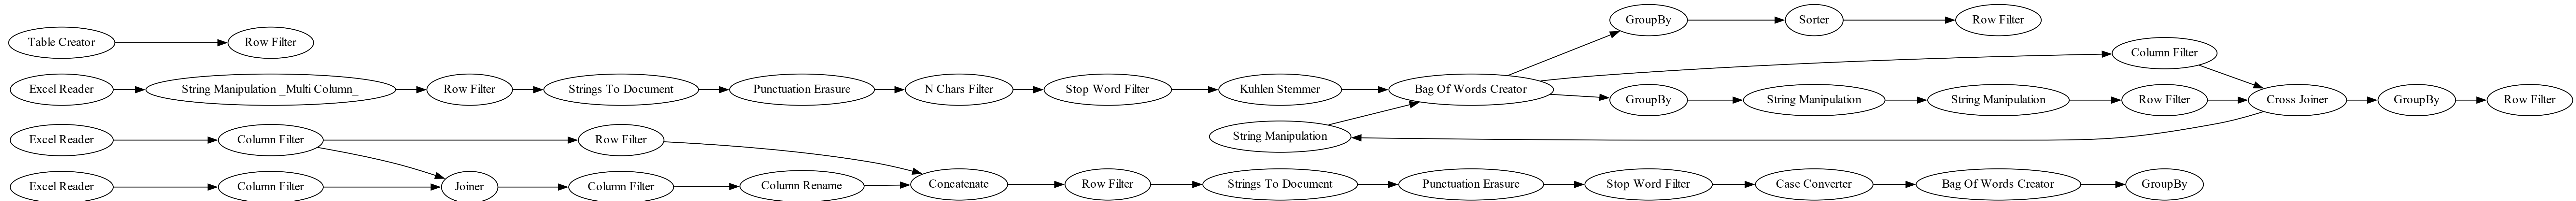 GroupBy
Sorter
Row Filter
Table Creator
Row Filter
Column Filter
Excel Reader
String Manipulation _Multi Column_
Row Filter
Strings To Document
Punctuation Erasure
N Chars Filter
Stop Word Filter
Kuhlen Stemmer
Bag Of Words Creator
GroupBy
String Manipulation
String Manipulation
Row Filter
Cross Joiner
GroupBy
Row Filter
String Manipulation
Excel Reader
Column Filter
Row Filter
Excel Reader
Column Filter
Joiner
Column Filter
Column Rename
Concatenate
Row Filter
Strings To Document
Punctuation Erasure
Stop Word Filter
Case Converter
Bag Of Words Creator
GroupBy